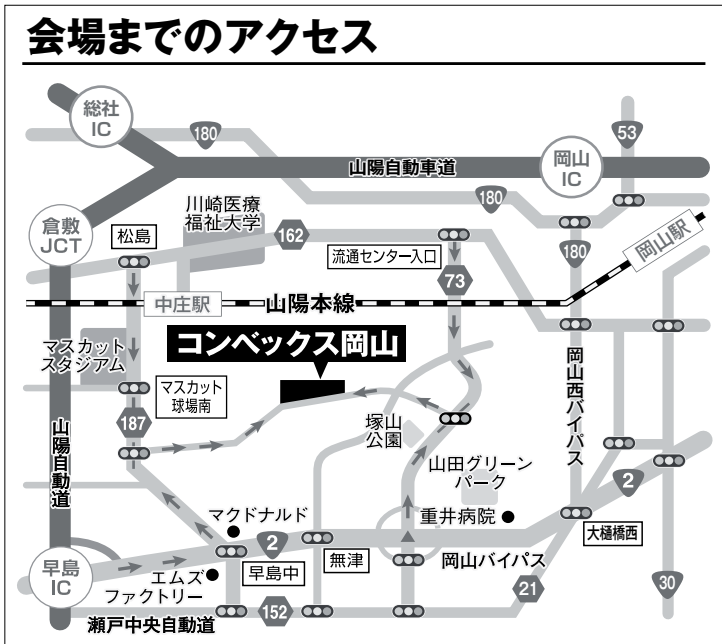 会場までのアクセス
総社
IC
180
53
山陽自動車道
岡山
IC
倉敷
JCT
松島
川崎医療
福祉大学
162
流通センター入口
180
180
岡山駅
73
中庄駅
山陽本線
コンベックス岡山
マスカット
スタジアム
マスカット
球場南
187
塚山
公園
岡山西バイパス
山陽自動道
山田グリーン
パーク
2
マクドナルド
重井病院
大樋橋西
2
早島中
無津
岡山バイパス
早島
IC
エムズ
ファクトリー
21
30
152
瀬戸中央自動道